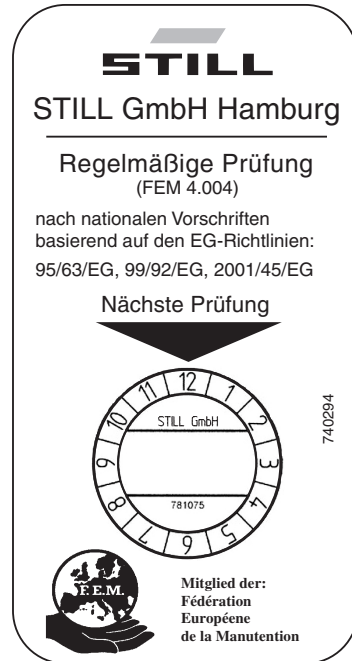 STILL
STILL GmbH Hamburg
Regelmäßige Prüfung
(FEM 4.004)
nach nationalen Vorschriften
basierend auf den EG-Richtlinien:
95/63/EG, 99/92/EG, 2001/45/EG
Nächste Prüfung
12
1
2
3
4
5
6
7
8
9
10
11
STILL GmbH
781075
740294
F.E.M.
Mitglied der:
Fédération
Européene
de la Manutention